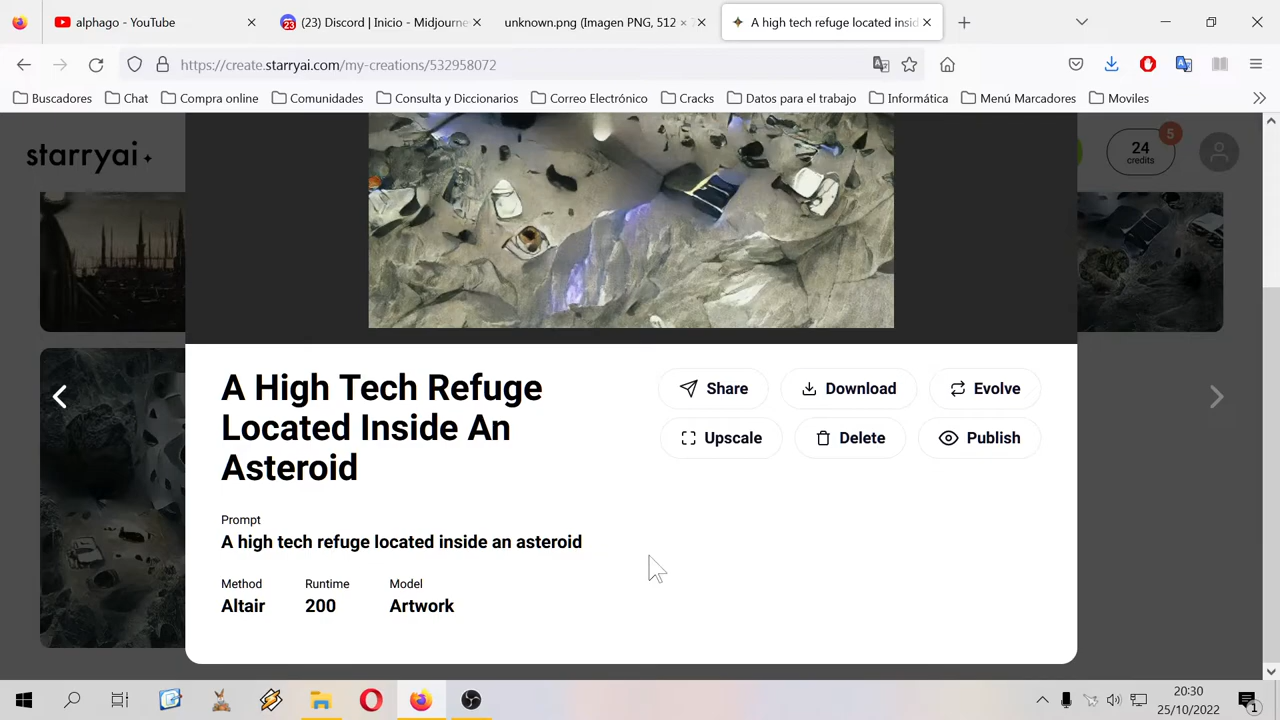 alphago - YouTube
(23) Discord | Inicio - Midjourne
unknown.png (Imagen PNG, 512 ×
A high tech refuge located insid
https://create.starryai.com/my-creations/532958072
Buscadores
Chat
Compra online
Comunidades
Consulta y Diccionarios
Correo Electrónico
Cracks
Datos para el trabajo
Informática
Menú Marcadores
Moviles
starryai
24
credits
5
A High Tech Refuge
Located Inside An
Asteroid
Share
Download
Evolve
Upscale
Delete
Publish
Prompt
A high tech refuge located inside an asteroid
Method
Runtime
Model
Altair
200
Artwork
20:30
25/10/2022
1